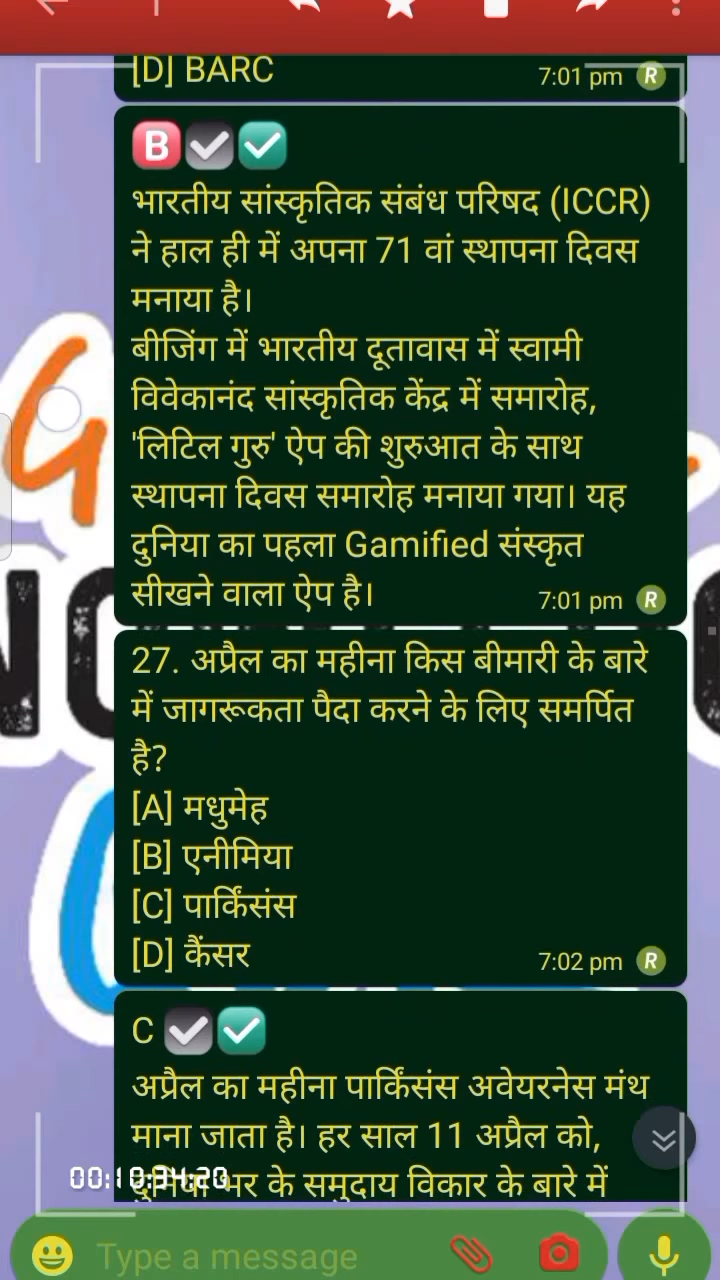 [D] BARC
7:01 pm R
B
भारतीय सांस्कृतिक संबंध परिषद (ICCR)
ने हाल ही में अपना 71 वां स्थापना दिवस
मनाया है।
बीजिंग में भारतीय दूतावास में स्वामी
विवेकानंद सांस्कृतिक केंद्र में समारोह,
'लिटिल गुरु' ऐप की शुरुआत के साथ
स्थापना दिवस समारोह मनाया गया। यह
दुनिया का पहला Gamified संस्कृत
सीखने वाला ऐप है।
7:01 pm R
27. अप्रैल का महीना किस बीमारी के बारे
में जागरूकता पैदा करने के लिए समर्पित
है?
[A] मधुमेह
[B] एनीमिया
[C] पार्किंसंस
[D] कैंसर
7:02 pm R
C
अप्रैल का महीना पार्किंसंस अवेयरनेस मंथ
माना जाता है। हर साल 11 अप्रैल को,
दुनिया भर के समुदाय विकार के बारे में
Type a message